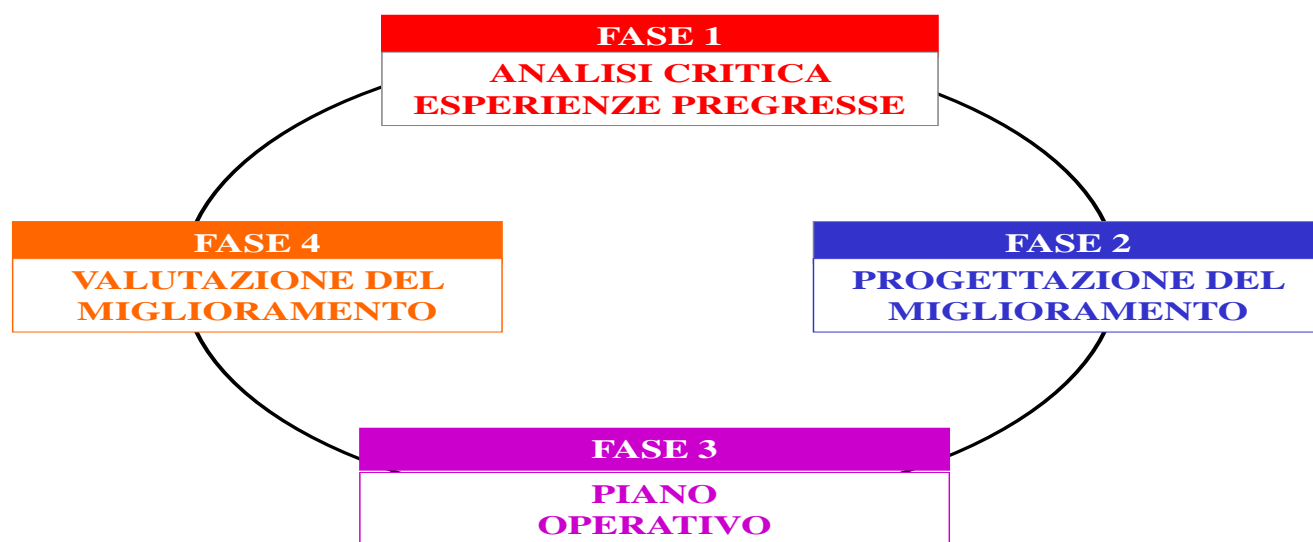 FASE 1
ANALISI CRITICA
ESPERIENZE PREGRESSE
FASE 4
VALUTAZIONE DEL
MIGLIORAMENTO
FASE 2
PROGETTAZIONE DEL
MIGLIORAMENTO
FASE 3
PIANO
OPERATIVO